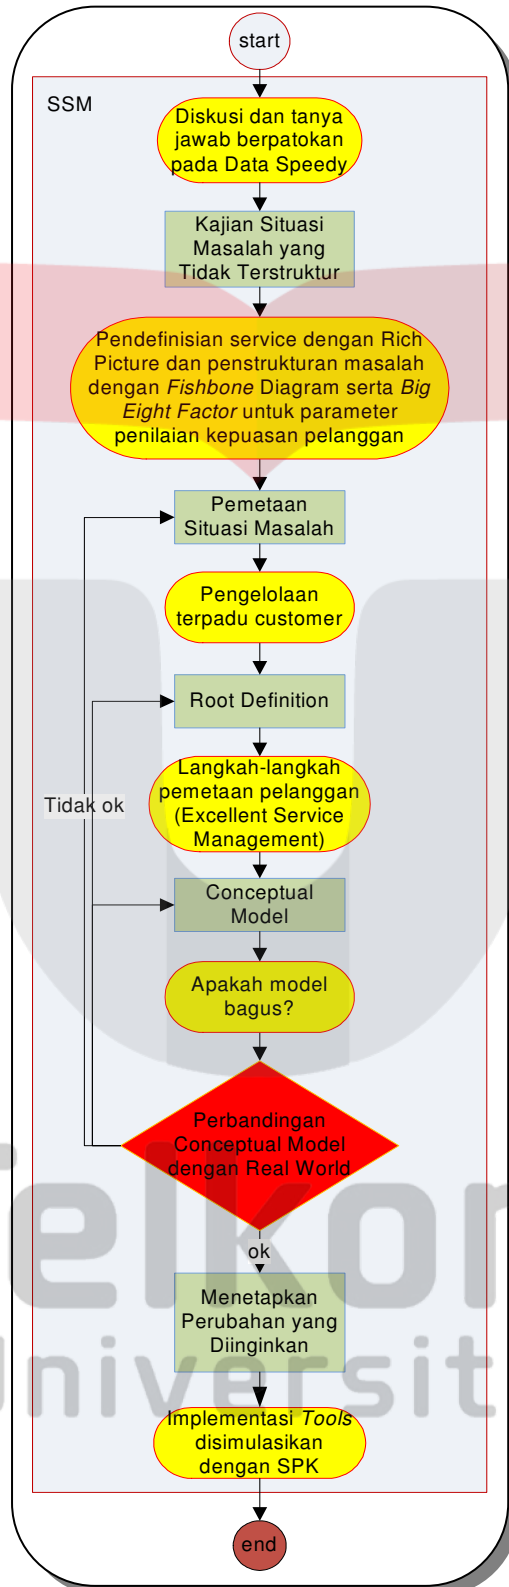 start
SSM
Diskusi dan tanya
jawab berpatokan
pada Data Speedy
Kajian Situasi
Masalah yang
Tidak Terstruktur
Pendefinisian service dengan Rich
Picture dan penstrukturan masalah
dengan Fishbone Diagram serta Big
Eight Factor untuk parameter
penilaian kepuasan pelanggan
Pemetaan
Situasi Masalah
Pengelolaan
terpadu customer
Root Definition
Langkah-langkah
pemetaan pelanggan
(Excellent Service
Management)
Tidak ok
Conceptual
Model
Apakah model
bagus?
Perbandingan
Conceptual Model
dengan Real World
ok
Menetapkan
Perubahan yang
Diinginkan
Implementasi Tools
disimulasikan
dengan SPK
end
elkom
Universit